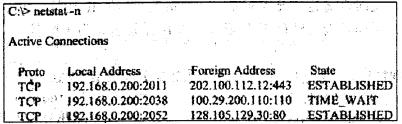 C:\> netstat -n
Active Connections
Proto Local Address Foreign Address State
TCP 192.168.0.200:2011 202.100.112.12:443 ESTABLISHED
TCP 192.168.0.200:2038 100.29.200.110:110 TIME_WAIT
TCP 192.168.0.200:2052 128.105.129.30:80 ESTABLISHED